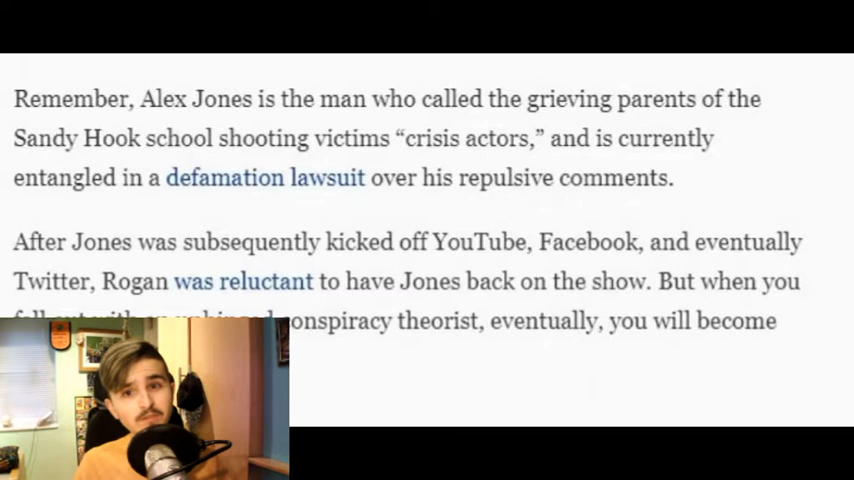 Remember, Alex Jones is the man who called the grieving parents of the
Sandy Hook school shooting victims “crisis actors,” and is currently
entangled in a defamation lawsuit over his repulsive comments.
After Jones was subsequently kicked off YouTube, Facebook, and eventually
Twitter, Rogan was reluctant to have Jones back on the show. But when you
conspiracy theorist, eventually, you will become